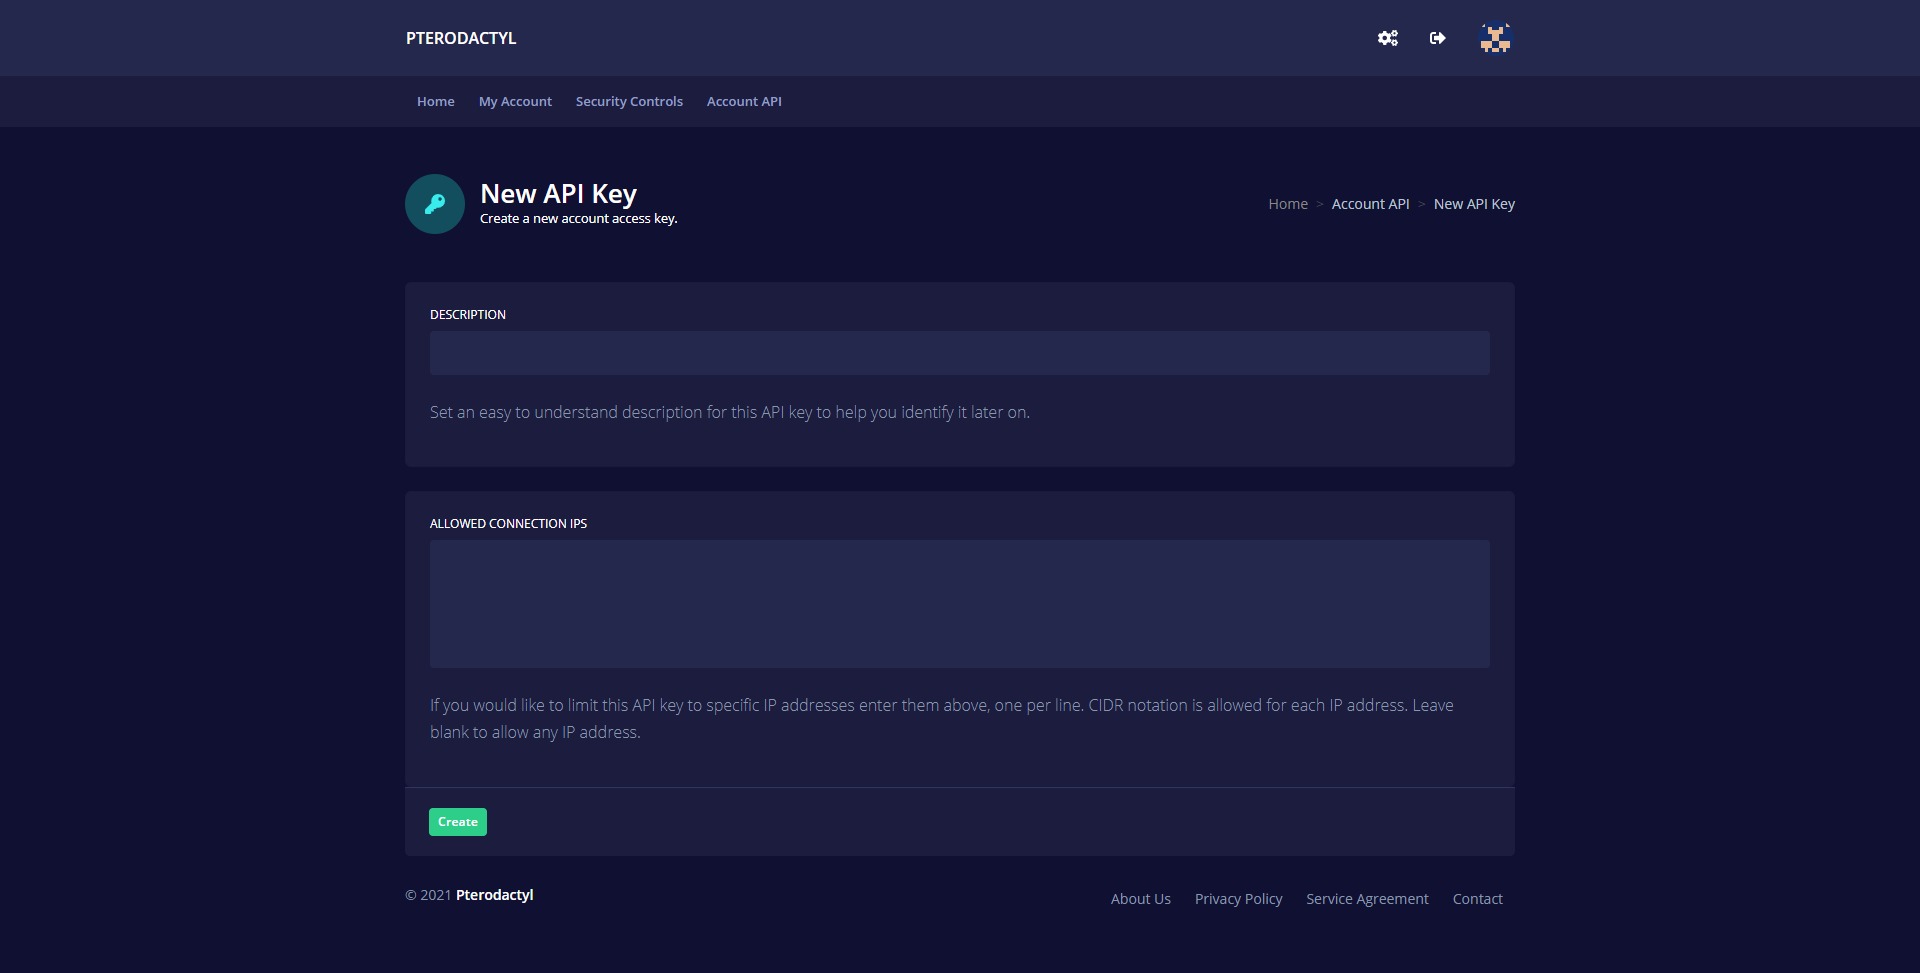 PTERODACTYL
Home My Account Security Controls Account API
New API Key
Create a new account access key.
Home > Account API > New API Key
DESCRIPTION
Set an easy to understand description for this API key to help you identify it later on.
ALLOWED CONNECTION IPS
If you would like to limit this API key to specific IP addresses enter them above, one per line. CIDR notation is allowed for each IP address. Leave
blank to allow any IP address.
Create
© 2021 Pterodactyl
About Us Privacy Policy Service Agreement Contact